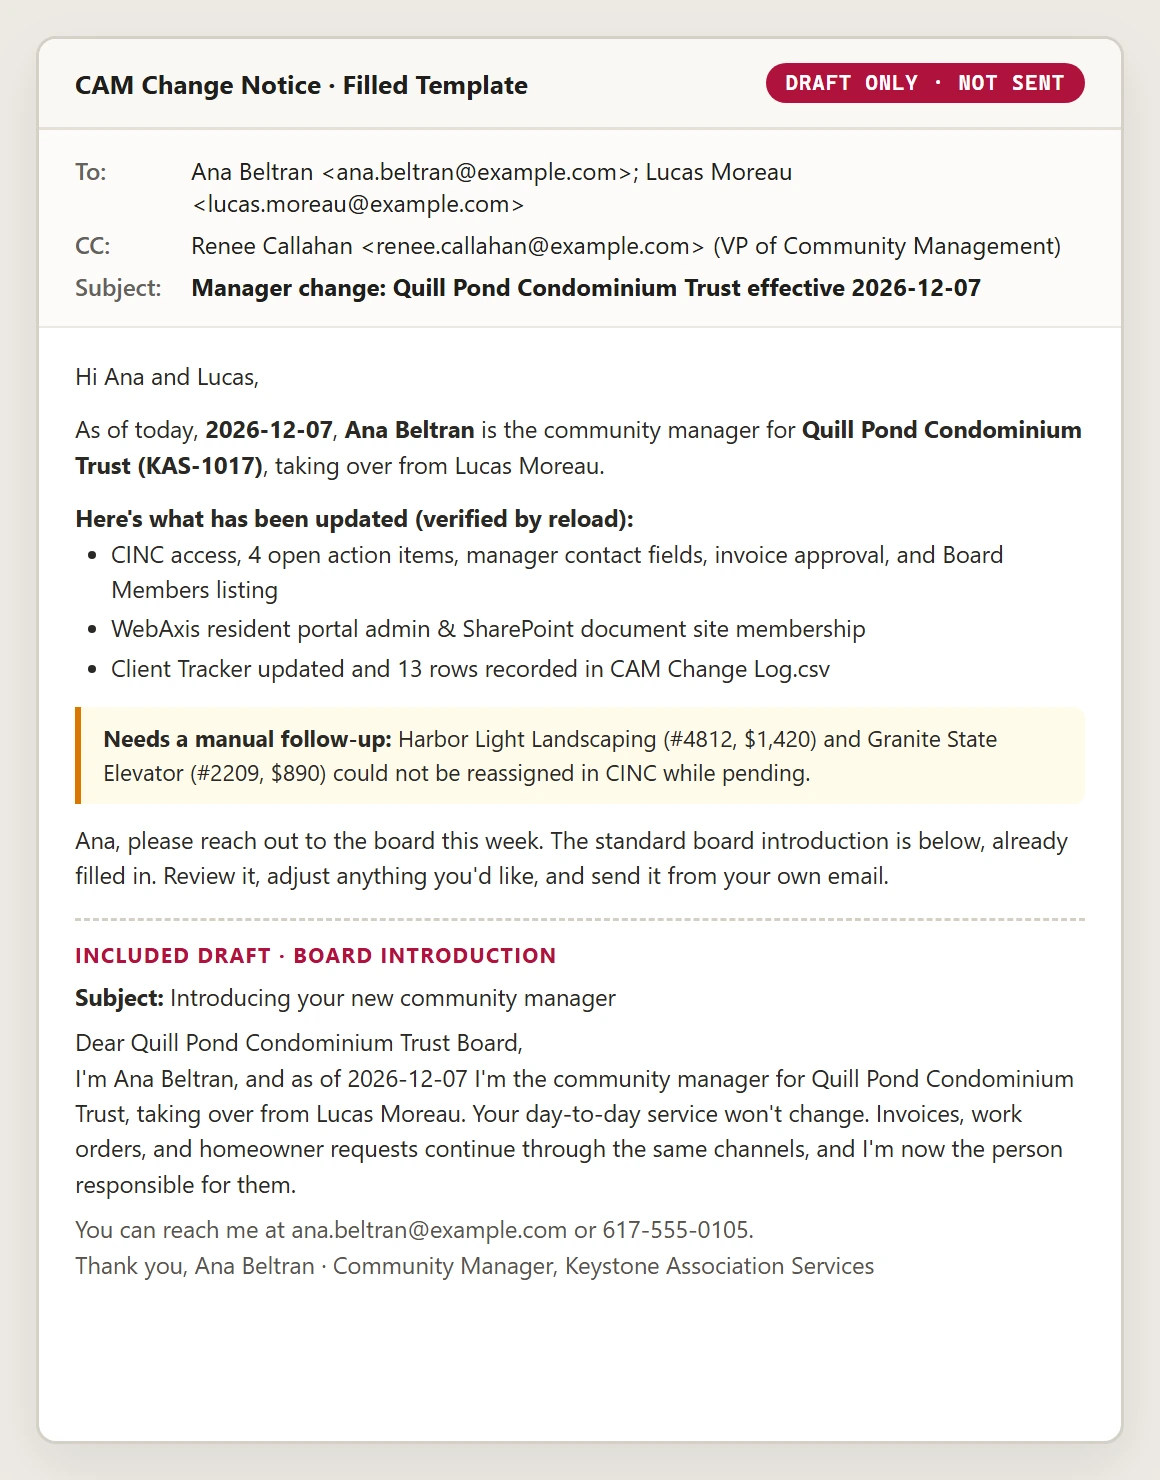 CAM Change Notice · Filled Template
DRAFT ONLY · NOT SENT
To: Ana Beltran <ana.beltran@example.com>; Lucas Moreau
<lucas.moreau@example.com>
CC: Renee Callahan <renee.callahan@example.com> (VP of Community Management)
Subject: Manager change: Quill Pond Condominium Trust effective 2026-12-07
Hi Ana and Lucas,
As of today, 2026-12-07, Ana Beltran is the community manager for Quill Pond Condominium
Trust (KAS-1017), taking over from Lucas Moreau.
Here's what has been updated (verified by reload):
• CINC access, 4 open action items, manager contact fields, invoice approval, and Board
Members listing
• WebAxis resident portal admin & SharePoint document site membership
• Client Tracker updated and 13 rows recorded in CAM Change Log.csv
Needs a manual follow-up: Harbor Light Landscaping (#4812, $1,420) and Granite State
Elevator (#2209, $890) could not be reassigned in CINC while pending.
Ana, please reach out to the board this week. The standard board introduction is below, already
filled in. Review it, adjust anything you'd like, and send it from your own email.
INCLUDED DRAFT · BOARD INTRODUCTION
Subject: Introducing your new community manager
Dear Quill Pond Condominium Trust Board,
I'm Ana Beltran, and as of 2026-12-07 I'm the community manager for Quill Pond Condominium
Trust, taking over from Lucas Moreau. Your day-to-day service won't change. Invoices, work
orders, and homeowner requests continue through the same channels, and I'm now the person
responsible for them.
You can reach me at ana.beltran@example.com or 617-555-0105.
Thank you, Ana Beltran · Community Manager, Keystone Association Services